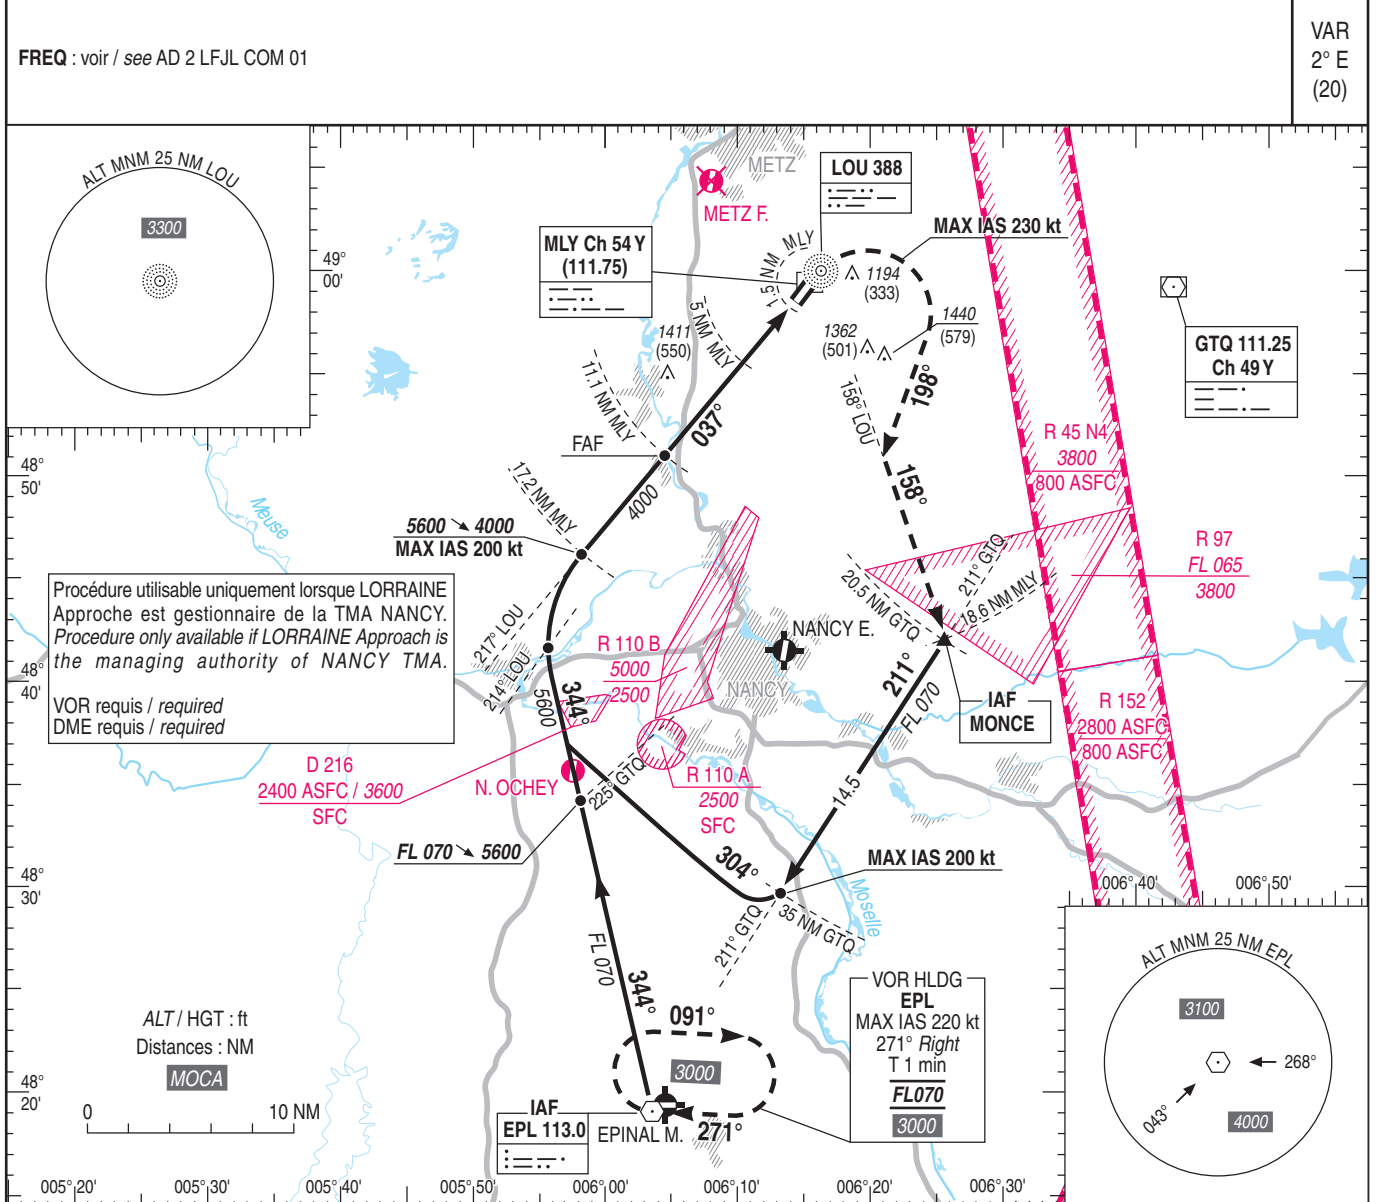 FREQ : voir / see AD 2 LFJL COM 01
VAR
2° E
(20)
ALT MNM 25 NM LOU
3300
49°
00'
METZ
METZ F.
LOU 388
MAX IAS 230 kt
MLY Ch 54 Y
(111.75)
1.5 NM MLY
1194
(333)
1440
(579)
1362
(501)
1411
(550)
5 NM MLY
11.1 NM MLY
GTQ 111.25
Ch 49 Y
198°
158° LOU
037°
FAF
R 45 N4
3800
800 ASFC
48°
50'
Meuse
17.2 NM MLY
4000
158°
5600 ↘ 4000
MAX IAS 200 kt
211° GTQ
20.5 NM GTQ
18.6 NM MLY
R 97
FL 065
3800
Procédure utilisable uniquement lorsque LORRAINE
Approche est gestionnaire de la TMA NANCY.
Procedure only available if LORRAINE Approach is
the managing authority of NANCY TMA.
VOR requis / required
DME requis / required
217° LOU
214° LOU
R 110 B
5000
2500
NANCY E.
NANCY
48°
40'
344°
5600
211°
FL 070
IAF
MONCE
R 152
2800 ASFC
800 ASFC
D 216
2400 ASFC / 3600
SFC
N. OCHEY
225° GTQ
R 110 A
2500
SFC
14.5
FL 070 ↘ 5600
304°
MAX IAS 200 kt
48°
30'
006° 40'
006° 50'
211° GTQ
35 NM GTQ
Moselle
FL 070
344°
ALT MNM 25 NM EPL
3100
268°
043°
4000
VOR HLDG
EPL
MAX IAS 220 kt
271° Right
T 1 min
FL070
3000
091°
3000
271°
ALT / HGT : ft
Distances : NM
MOCA
0
10 NM
48°
20'
IAF
EPL 113.0
EPINAL M.
005° 20'
005° 30'
005° 40'
005° 50'
006° 00'
006° 10'
006° 20'
006° 30'